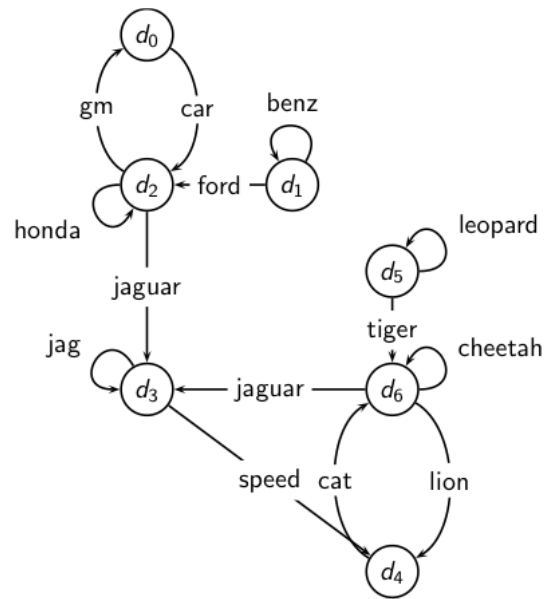 d0
gm
car
benz
d2
ford
d1
honda
leopard
d5
jaguar
tiger
jag
cheetah
d3
jaguar
d6
speed
cat
lion
d4